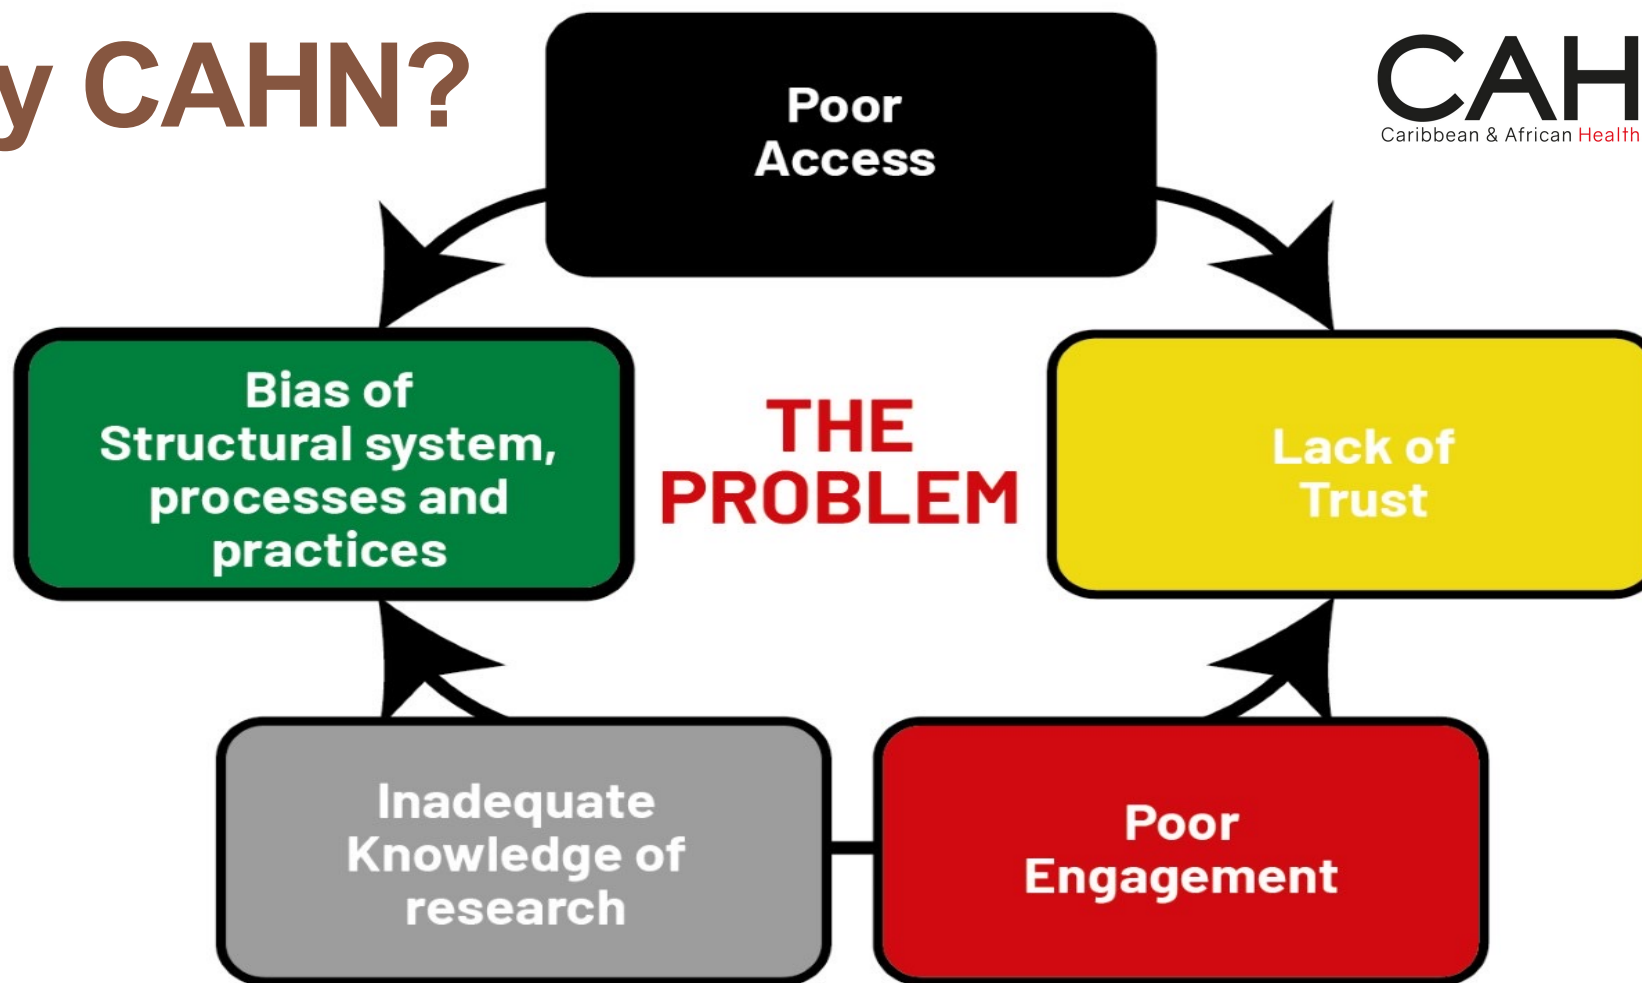 y CAHN?
CAH
Caribbean & African Health
Poor
Access
Bias of
Structural system,
processes and
practices
THE
PROBLEM
Lack of
Trust
Inadequate
Knowledge of
research
Poor
Engagement